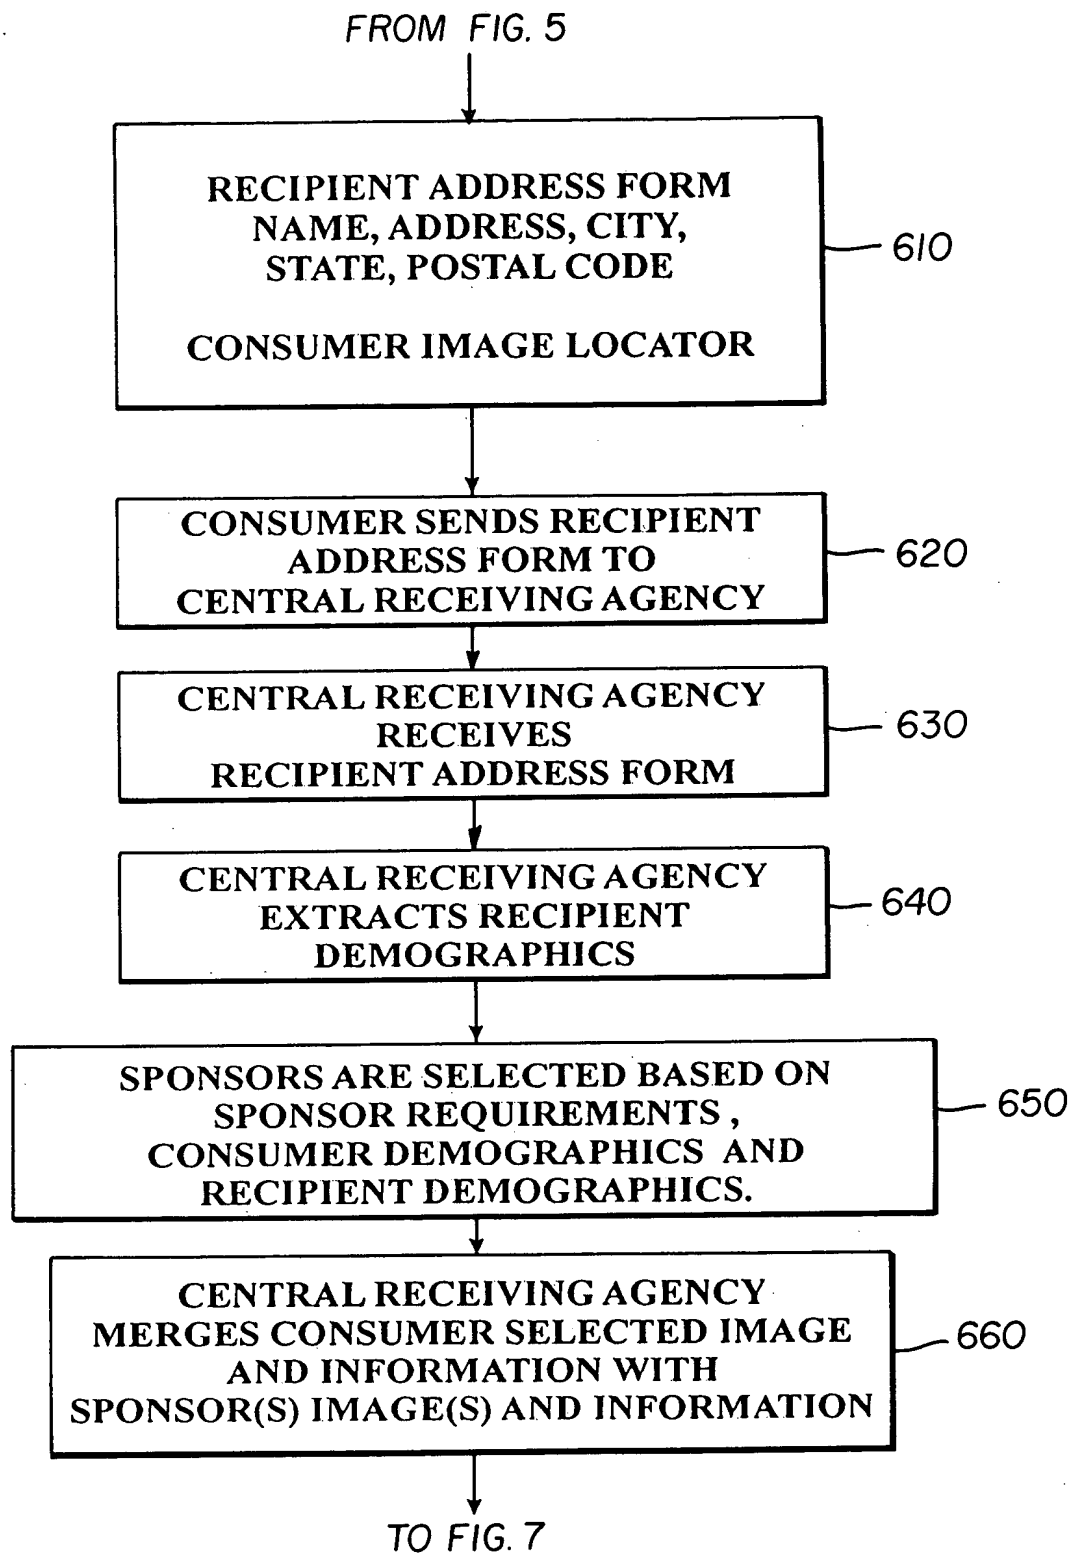 FROM FIG. 5
RECIPIENT ADDRESS FORM
NAME, ADDRESS, CITY,
STATE, POSTAL CODE
CONSUMER IMAGE LOCATOR
610
CONSUMER SENDS RECIPIENT
ADDRESS FORM TO
CENTRAL RECEIVING AGENCY
620
CENTRAL RECEIVING AGENCY
RECEIVES
RECIPIENT ADDRESS FORM
630
CENTRAL RECEIVING AGENCY
EXTRACTS RECIPIENT
DEMOGRAPHICS
640
SPONSORS ARE SELECTED BASED ON
SPONSOR REQUIREMENTS ,
CONSUMER DEMOGRAPHICS AND
RECIPIENT DEMOGRAPHICS.
650
CENTRAL RECEIVING AGENCY
MERGES CONSUMER SELECTED IMAGE
AND INFORMATION WITH
SPONSOR(S) IMAGE(S) AND INFORMATION
660
TO FIG. 7